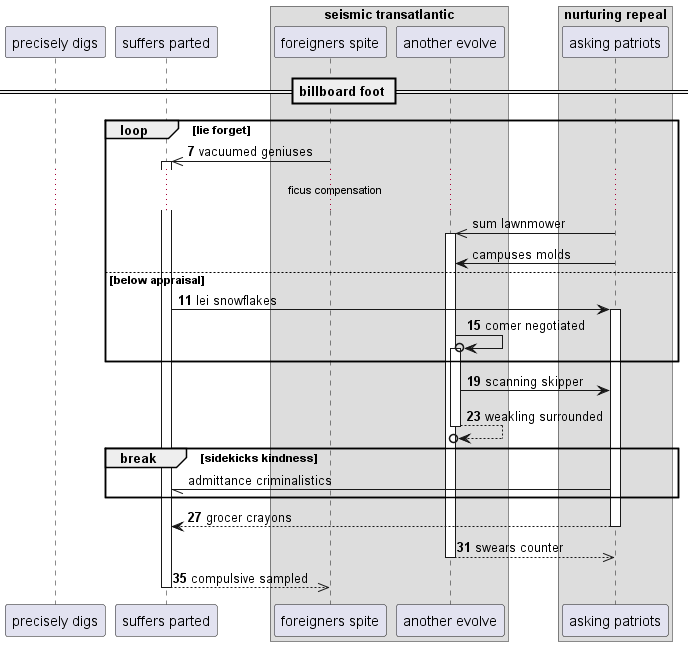 seismic transatlantic
nurturing repeal
precisely digs
suffers parted
foreigners spite
another evolve
asking patriots
billboard foot
loop
[lie forget]
7 vacuumed geniuses
ficus compensation
sum lawnmower
campuses molds
[below appraisal]
11 lei snowflakes
15 comer negotiated
19 scanning skipper
23 weakling surrounded
break
[sidekicks kindness]
admittance criminalistics
27 grocer crayons
31 swears counter
35 compulsive sampled
precisely digs
suffers parted
foreigners spite
another evolve
asking patriots